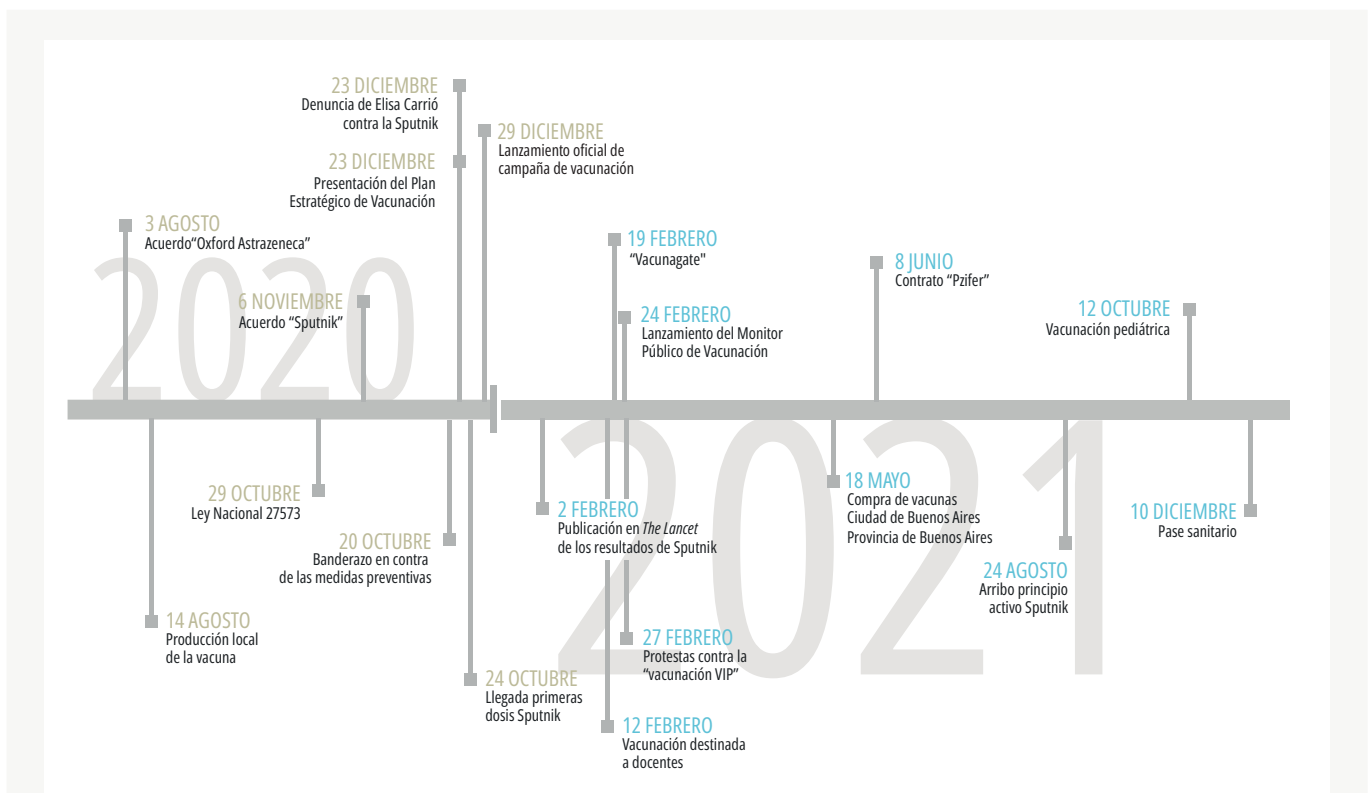 23 DICIEMBRE
Denuncia de Elisa Carrió
contra la Sputnik
29 DICIEMBRE
Lanzamiento oficial de
campaña de vacunación
23 DICIEMBRE
Presentación del Plan
Estratégico de Vacunación
3 AGOSTO
Acuerdo"Oxford Astrazeneca"
2020
6 NOVIEMBRE
Acuerdo “Sputnik”
19 FEBRERO
“Vacunagate"
24 FEBRERO
Lanzamiento del Monitor
Público de Vacunación
8 JUNIO
Contrato “Pzifer”
12 OCTUBRE
Vacunación pediátrica
29 OCTUBRE
Ley Nacional 27573
20 OCTUBRE
Banderazo en contra
de las medidas preventivas
14 AGOSTO
Producción local
de la vacuna
24 OCTUBRE
Llegada primeras
dosis Sputnik
2021
2 FEBRERO
Publicación en The Lancet
de los resultados de Sputnik
27 FEBRERO
Protestas contra la
“vacunación VIP”
12 FEBRERO
Vacunación destinada
a docentes
18 MAYO
Compra de vacunas
Ciudad de Buenos Aires
Provincia de Buenos Aires
24 AGOSTO
Arribo principio
activo Sputnik
10 DICIEMBRE
Pase sanitario